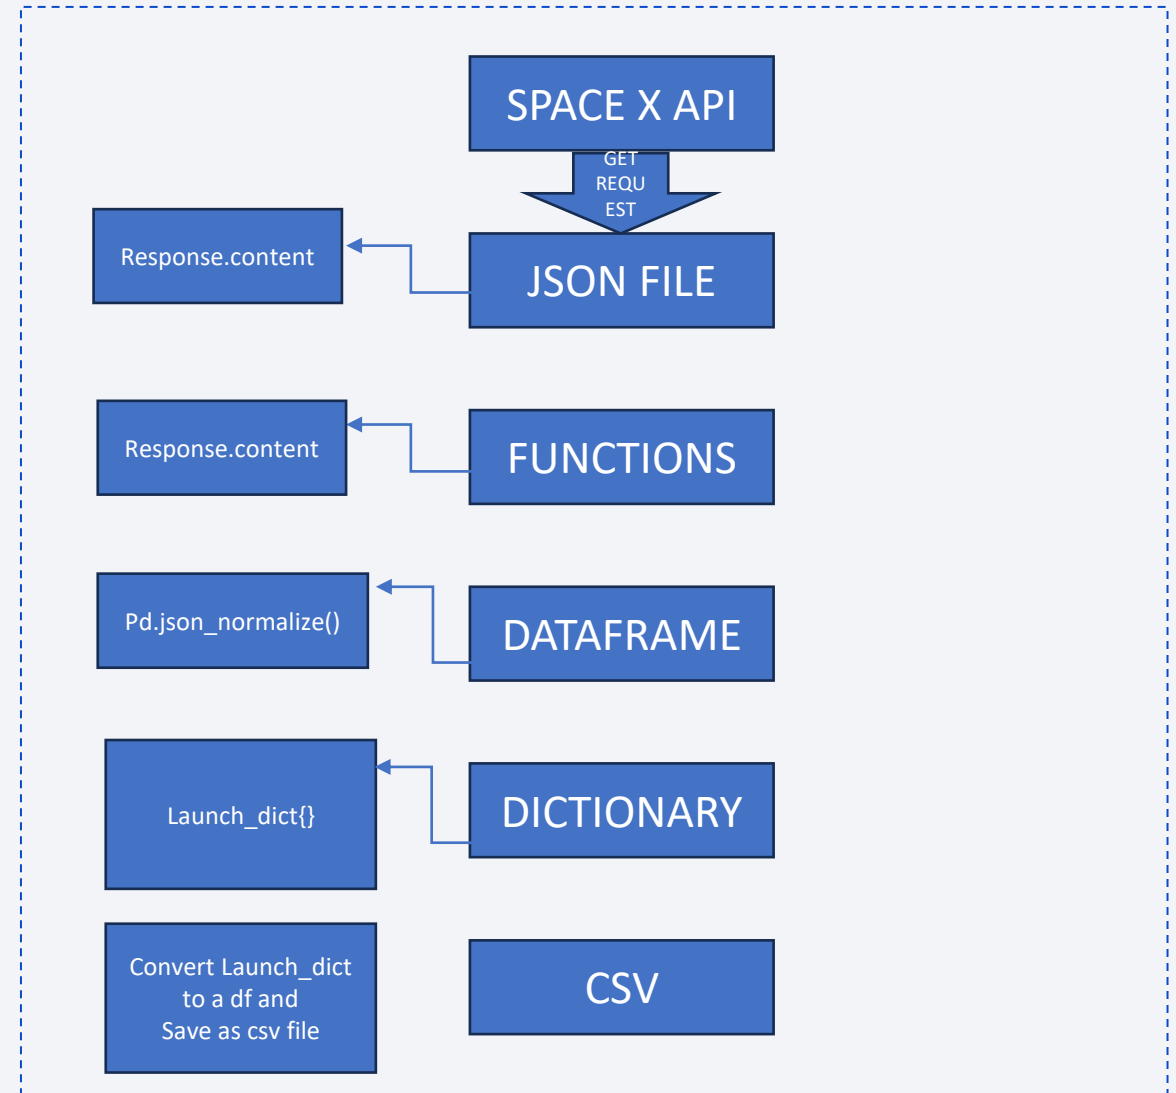 SPACE X API
GET
REQU
EST
Response.content
JSON FILE
Response.content
FUNCTIONS
Pd.json_normalize()
DATAFRAME
Launch_dict{}
DICTIONARY
Convert Launch_dict
to a df and
Save as csv file
CSV